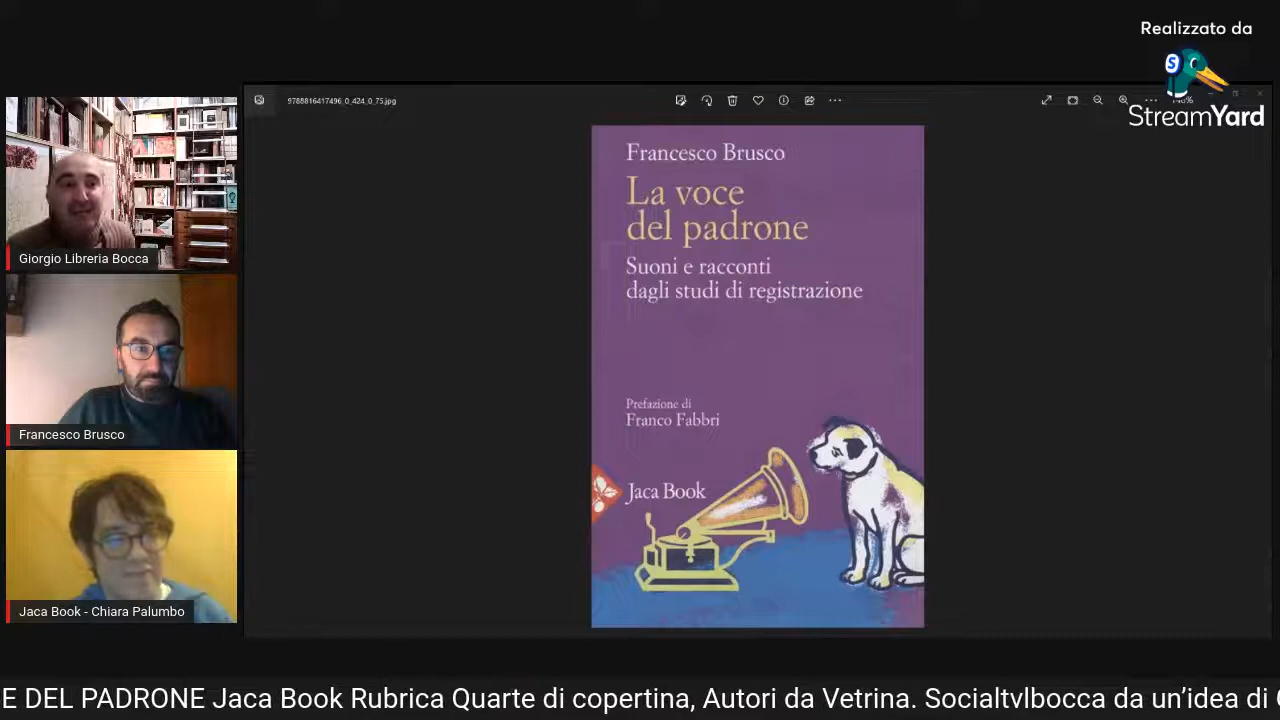 Realizzato da
StreamYard
9788816417496_0_424_0_75.jpg
Francesco Brusco
La voce
del padrone
Suoni e racconti
dagli studi di registrazione
Prefazione di
Franco Fabbri
Jaca Book
Giorgio Libreria Bocca
Francesco Brusco
Jaca Book - Chiara Palumbo
E DEL PADRONE Jaca Book Rubrica Quarte di copertina, Autori da Vetrina. Socialtvlbocca da un’idea di